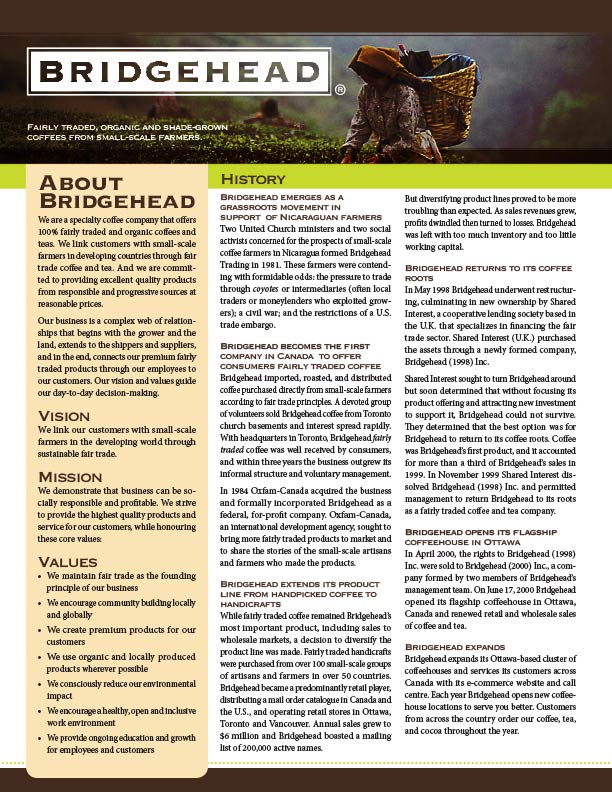 BRIDGEHEAD
®
Fairly traded, organic and shade-grown
coffees from small-scale farmers.
About
Bridgehead
We are a specialty coffee company that offers
100% fairly traded and organic coffees and
teas. We link customers with small-scale
farmers in developing countries through fair
trade coffee and tea. And we are commit-
ted to providing excellent quality products
from responsible and progressive sources at
reasonable prices.
Our business is a complex web of relation-
ships that begins with the grower and the
land, extends to the shippers and suppliers,
and in the end, connects our premium fairly
traded products through our employees to
our customers. Our vision and values guide
our day-to-day decision-making.
Vision
We link our customers with small-scale
farmers in the developing world through
sustainable fair trade.
Mission
We demonstrate that business can be so-
cially responsible and profitable. We strive
to provide the highest quality products and
service for our customers, while honouring
these core values:
Values
• We maintain fair trade as the founding
principle of our business
• We encourage community building locally
and globally
• We create premium products for our
customers
• We use organic and locally produced
products wherever possible
• We consciously reduce our environmental
impact
• We encourage a healthy, open and inclusive
work environment
• We provide ongoing education and growth
for employees and customers
History
Bridgehead emerges as a
grassroots movement in
support of Nicaraguan farmers
Two United Church ministers and two social
activists concerned for the prospects of small-scale
coffee farmers in Nicaragua formed Bridgehead
Trading in 1981. These farmers were contend-
ing with formidable odds: the pressure to trade
through coyotes or intermediaries (often local
traders or moneylenders who exploited grow-
ers); a civil war; and the restrictions of a U.S.
trade embargo.
Bridgehead becomes the first
company in Canada to offer
consumers fairly traded coffee
Bridgehead imported, roasted, and distributed
coffee purchased directly from small-scale farmers
according to fair trade principles. A devoted group
of volunteers sold Bridgehead coffee from Toronto
church basements and interest spread rapidly.
With headquarters in Toronto, Bridgehead fairly
traded coffee was well received by consumers,
and within three years the business outgrew its
informal structure and voluntary management.
In 1984 Oxfam-Canada acquired the business
and formally incorporated Bridgehead as a
federal, for-profit company. Oxfam-Canada,
an international development agency, sought to
bring more fairly traded products to market and
to share the stories of the small-scale artisans
and farmers who made the products.
Bridgehead extends its product
line from handpicked coffee to
handicrafts
While fairly traded coffee remained Bridgehead's
most important product, including sales to
wholesale markets, a decision to diversify the
product line was made. Fairly traded handicrafts
were purchased from over 100 small-scale groups
of artisans and farmers in over 50 countries.
Bridgehead became a predominantly retail player,
distributing a mail order catalogue in Canada and
the U.S., and operating retail stores in Ottawa,
Toronto and Vancouver. Annual sales grew to
$6 million and Bridgehead boasted a mailing
list of 200,000 active names.
But diversifying product lines proved to be more
troubling than expected. As sales revenues grew,
profits dwindled then turned to losses. Bridgehead
was left with too much inventory and too little
working capital.
Bridgehead returns to its coffee
roots
In May 1998 Bridgehead underwent restructur-
ing, culminating in new ownership by Shared
Interest, a cooperative lending society based in
the U.K. that specializes in financing the fair
trade sector. Shared Interest (U.K.) purchased
the assets through a newly formed company,
Bridgehead (1998) Inc.
Shared Interest sought to turn Bridgehead around
but soon determined that without focusing its
product offering and attracting new investment
to support it, Bridgehead could not survive.
They determined that the best option was for
Bridgehead to return to its coffee roots. Coffee
was Bridgehead's first product, and it accounted
for more than a third of Bridgehead's sales in
1999. In November 1999 Shared Interest dis-
solved Bridgehead (1998) Inc. and permitted
management to return Bridgehead to its roots
as a fairly traded coffee and tea company.
Bridgehead opens its flagship
coffeehouse in Ottawa
In April 2000, the rights to Bridgehead (1998)
Inc. were sold to Bridgehead (2000) Inc., a com-
pany formed by two members of Bridgehead's
management team. On June 17, 2000 Bridgehead
opened its flagship coffeehouse in Ottawa,
Canada and renewed retail and wholesale sales
of coffee and tea.
Bridgehead expands
Bridgehead expands its Ottawa-based cluster of
coffeehouses and services its customers across
Canada with its e-commerce website and call
centre. Each year Bridgehead opens new coffee-
house locations to serve you better. Customers
from across the country order our coffee, tea,
and cocoa throughout the year.